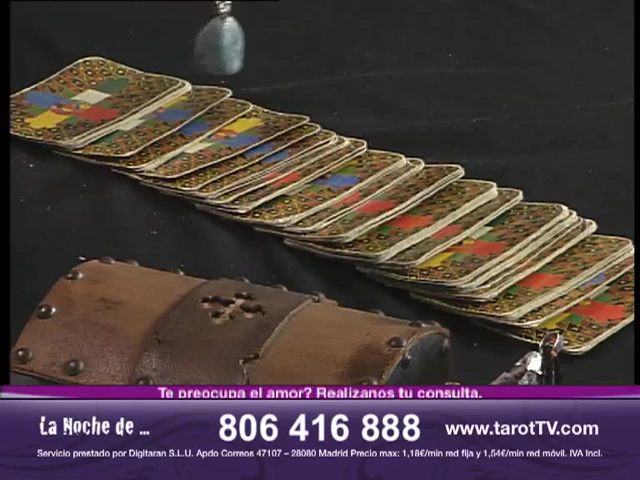 Te preocupa el amor? Realizanos tu consulta.
La Noche de ... 806 416 888 www.tarotTV.com
Servicio prestado por Digitaran S.L.U. Apdo Correos 47107 – 28080 Madrid Precio max: 1,18€/min red fija y 1,54€/min red móvil. IVA Incl.